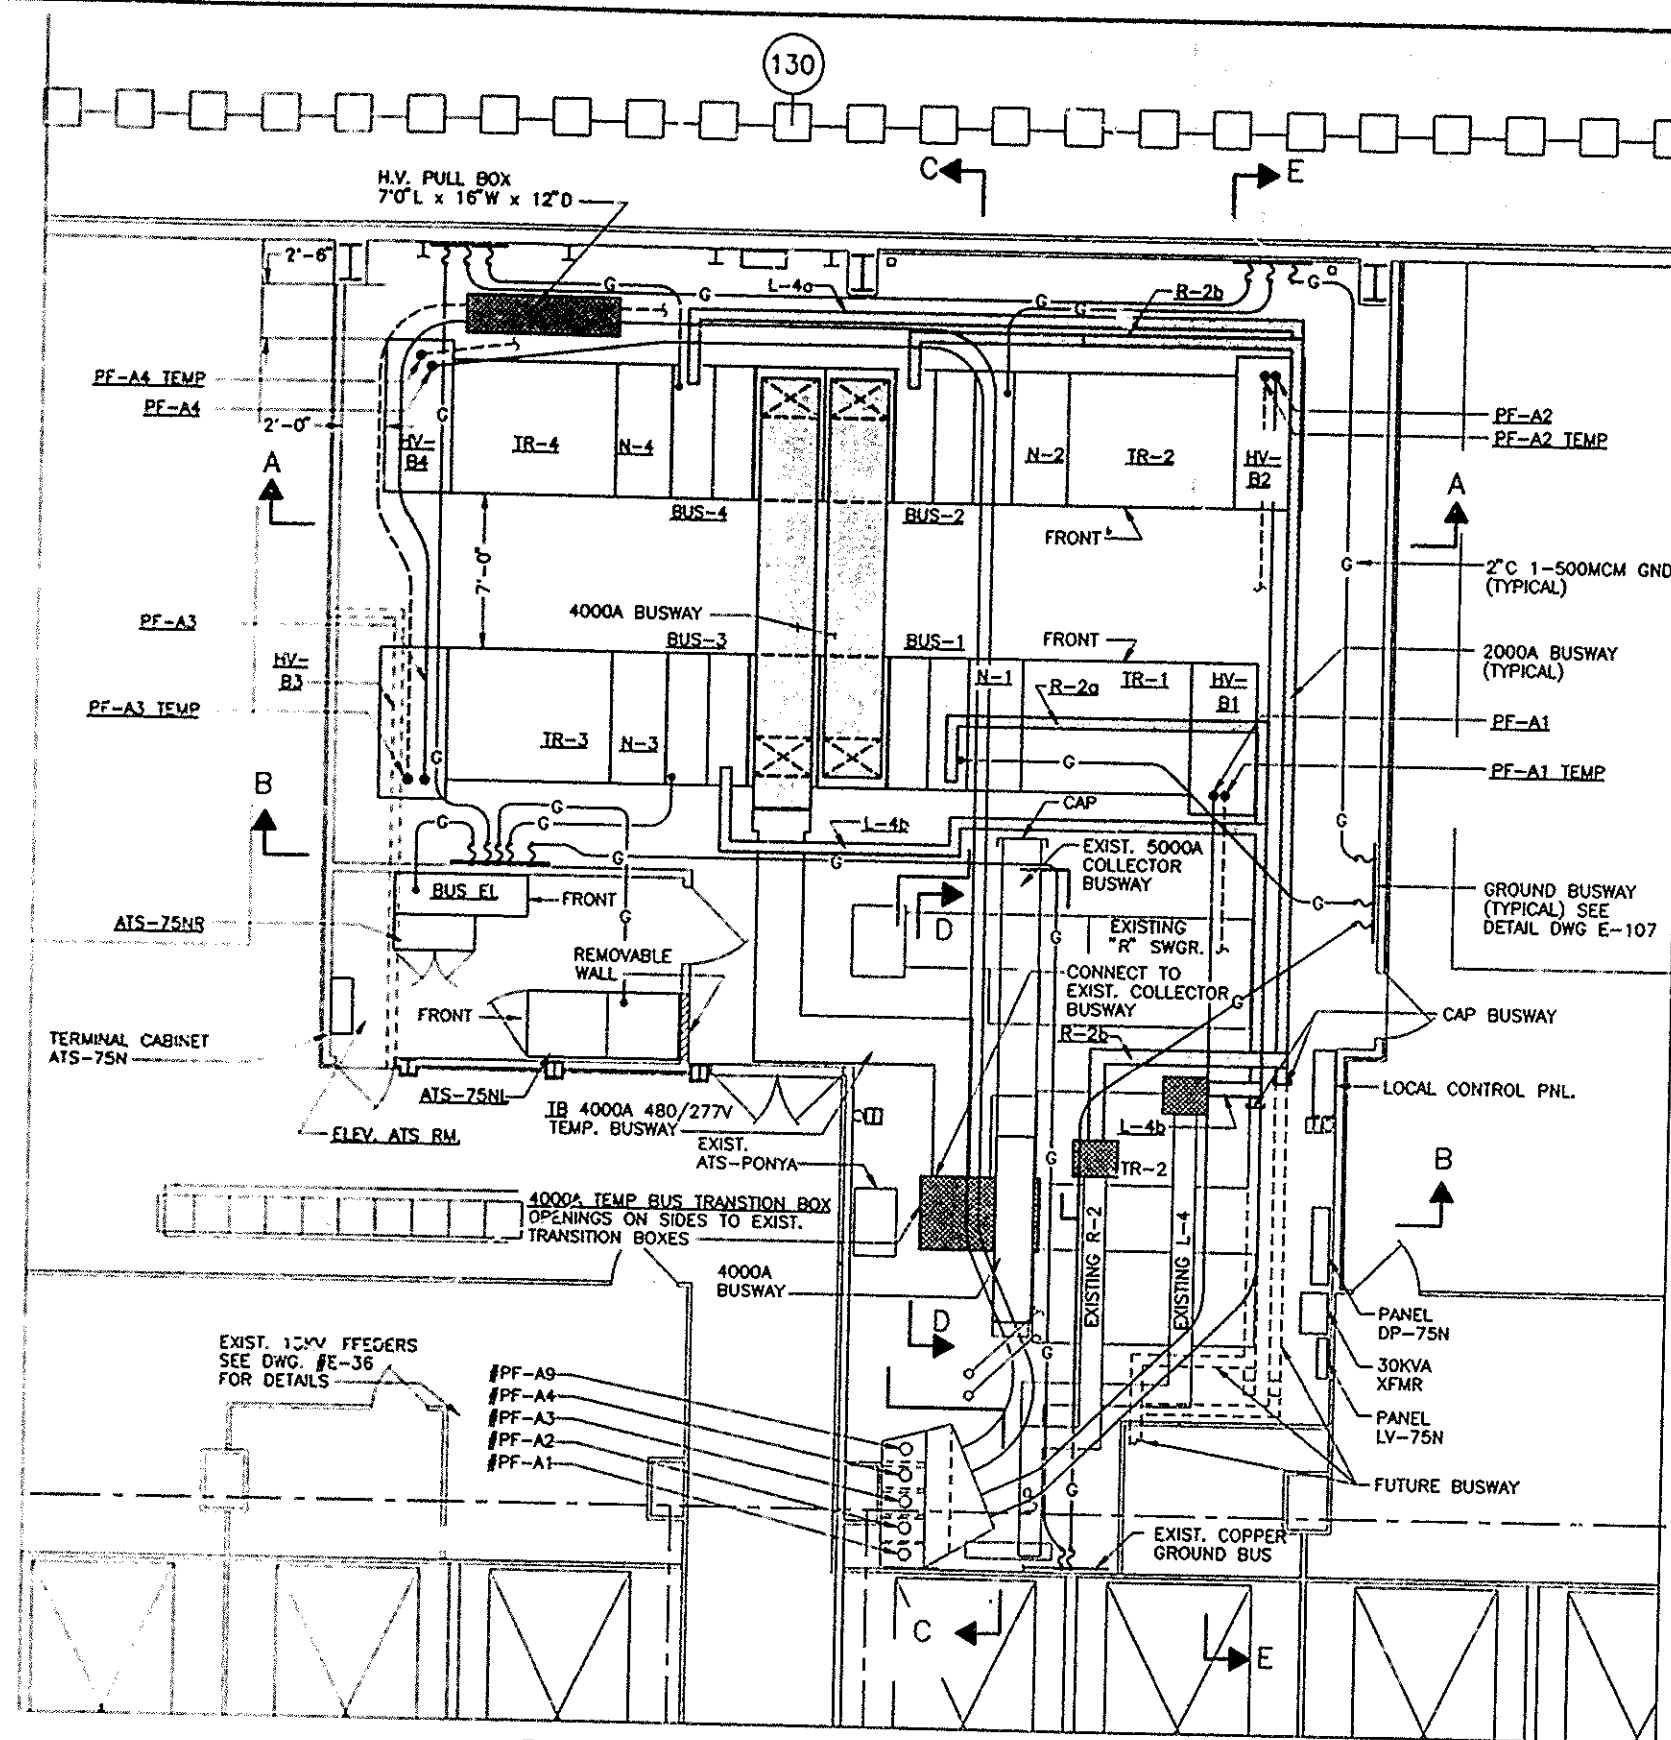 130
C
E
H.V. PULL BOX
7'0"L x 16"W x 12"D
2'-6"
G
G
L-4a
G
G
R-2b
G
PF-A4 TEMP
PF-A4
2'-0"
G
HV-
B4
TR-4
N-4
N-2
TR-2
HV-
B2
PF-A2
PF-A2 TEMP
A
A
BUS-4
BUS-2
FRONT
7'-0"
G
2"C 1-500MCM GND
(TYPICAL)
PF-A3
4000A BUSWAY
BUS-3
BUS-1
FRONT
2000A BUSWAY
(TYPICAL)
HV-
B3
N-1
R-2a
TR-1
HV-
B1
PF-A3 TEMP
PF-A1
TR-3
N-3
G
G
PF-A1 TEMP
B
G
G
G
CAP
G
L-4b
G
G
EXIST. 5000A
COLLECTOR
BUSWAY
BUS EL
FRONT
GROUND BUSWAY
(TYPICAL) SEE
DETAIL DWG E-107
G
G
ATS-75NR
D
G
EXISTING
"R" SWGR.
REMOVABLE
WALL
CONNECT TO
EXIST. COLLECTOR
BUSWAY
G
FRONT
CAP BUSWAY
TERMINAL CABINET
ATS-75N
R-2b
ATS-75NL
LOCAL CONTROL PNL.
TB 4000A 480/277V
TEMP. BUSWAY
L-4b
ELEV. ATS RM.
EXIST.
ATS-PONYA
G
TR-2
B
4000A TEMP BUS TRANSTION BOX
OPENINGS ON SIDES TO EXIST.
TRANSITION BOXES
4000A
BUSWAY
EXISTING R-2
EXISTING L-4
D
G
PANEL
DP-75N
EXIST. 15KV FFEDERS
SEE DWG. #E-36
FOR DETAILS
30KVA
XFMR
#PF-A9
#PF-A4
#PF-A3
#PF-A2
#PF-A1
PANEL
LV-75N
G
FUTURE BUSWAY
EXIST. COPPER
GROUND BUS
C
E